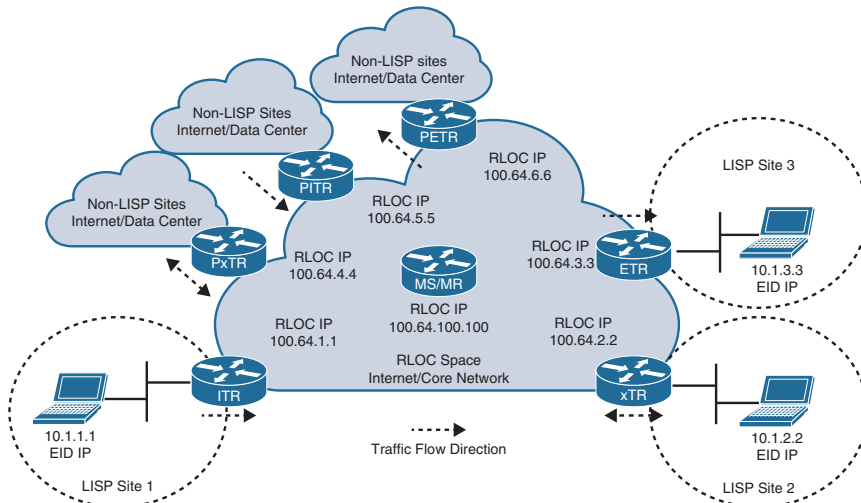 Non-LISP sites
Internet/Data Center
PETR
Non-LISP Sites
Internet/Data Center
PITR
Non-LISP Sites
Internet/Data Center
PxTR
RLOC IP
100.64.6.6
RLOC IP
100.64.5.5
RLOC IP
100.64.4.4
RLOC IP
100.64.3.3
ETR
LISP Site 3
10.1.3.3
EID IP
MS/MR
RLOC IP
100.64.100.100
RLOC IP
100.64.1.1
RLOC IP
100.64.2.2
RLOC Space
Internet/Core Network
ITR
xTR
10.1.1.1
EID IP
LISP Site 1
Traffic Flow Direction
10.1.2.2
EID IP
LISP Site 2